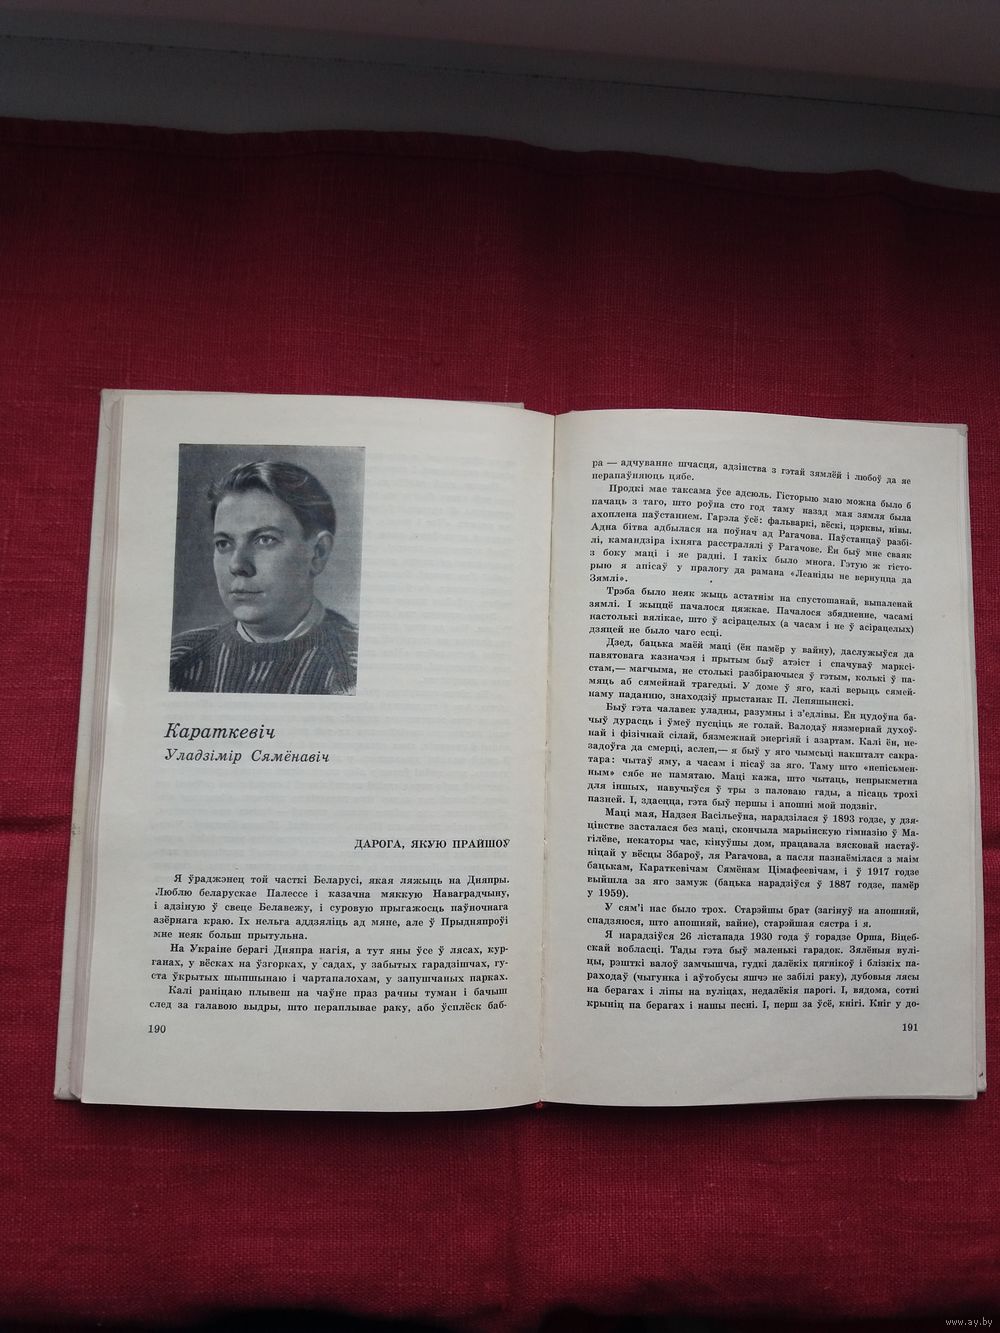 Караткевіч
Уладзімір Сямёнавіч
ДАРОГА, ЯКУЮ ПРАЙШОЎ
Я ўраджэнец той часткі Беларусі, якая ляжыць на Дняпры.
Люблю беларускае Палессе і казачна мяккую Наваградчыну,
і адзіную ў свеце Белавежу, і суровую прыгажосць паўночнага
азёрнага краю. Іх нельга аддзяліць ад мяне, але ў Прыдняпроўі
мне неяк больш прытульна.
На Украіне берагі Дняпра нагія, а тут яны ўсе ў лясах, кур-
ганах, у вёсках на ўзгорках, у садах, у забытых гарадзішчах, гу-
ста ўкрытых шыпшынаю і чартапалохам, у запушчаных парках.
Калі раніцаю плывеш на чаўне праз рачны туман і бачыш
след за галавою выдры, што пераплывае раку, або ўсплёск баб-
190
ра — адчуванне шчасця, адзінства з гэтай зямлёй і любоў да яе
перапаўняюць цябе.
Продкі мае таксама ўсе адсюль. Гісторыю маю можна было б
пачаць з таго, што роўна сто год таму назад мая зямля была
ахоплена паўстаннем. Гарэла ўсё: фальваркі, вёскі, цэрквы, нівы.
Адна бітва адбылася на поўнач ад Рагачова. Паўстанцаў разбі-
лі, камандзіра іхняга расстралялі ў Рагачове. Ён быў мне сваяк
з боку маці і яе радні. І такіх было многа. Гэтую ж гісто-
рыю я апісаў у пралогу да рамана «Леаніды не вернуцца да
Зямлі».
Трэба было неяк жыць астатнім на спустошанай, выпаленай
зямлі. І жыццё пачалося цяжкае. Пачалося збядненне, часамі
настолькі вялікае, што ў асірацелых (а часам і не ў асірацелых)
дзяцей не было чаго есці.
Дзед, бацька маёй маці (ён памёр у вайну), даслужыўся да
павятовага казначэя і прытым быў атэіст і спачуваў марксі-
стам,— магчыма, не столькі разбіраючыся ў гэтым, колькі ў па-
мяць аб сямейнай трагедыі. У доме ў яго, калі верыць сямей-
наму паданню, знаходзіў прыстанак П. Лепяшынскі.
Быў гэта чалавек уладны, разумны і з'едлівы. Ён цудоўна ба-
чыў дурасць і ўмеў пусціць яе голай. Валодаў нязмернай духоў-
най і фізічнай сілай, бязмежнай энергіяй і азартам. Калі ён, не-
задоўга да смерці, аслеп,— я быў у яго чымсьці накшталт сакра-
тара: чытаў яму, а часам і пісаў за яго. Таму што «непісьмен-
ным» сябе не памятаю. Маці кажа, што чытаць, непрыкметна
для іншых, навучыўся ў тры з паловаю гады, а пісаць трохі
пазней. І, здаецца, гэта быў першы і апошні мой подзвіг.
Маці мая, Надзея Васільеўна, нарадзілася ў 1893 годзе, у дзя-
цінстве засталася без маці, скончыла марыінскую гімназію ў Ма-
гілёве, некаторы час, кінуўшы дом, працавала вясковай настаў-
ніцай у вёсцы Збароў, ля Рагачова, а пасля пазнаёмілася з маім
бацькам, Караткевічам Сямёнам Цімафеевічам, і ў 1917 годзе
выйшла за яго замуж (бацька нарадзіўся ў 1887 годзе, памёр
у 1959).
У сям'і нас было трох. Старэйшы брат (загінуў на апошняй,
спадзяюся, што апошняй, вайне), старэйшая сястра і я.
Я нарадзіўся 26 лістапада 1930 года ў горадзе Орша, Віцеб-
скай вобласці. Тады гэта быў маленькі гарадок. Зялёныя вулі-
цы, рэшткі валоў замчышча, гудкі далёкіх цягнікоў і блізкіх па-
раходаў (чыгунка і аўтобусы яшчэ не забілі раку), дубовыя лясы
на берагах і ліпы на вуліцах, недалёкія парогі. І, вядома, сотні
крыніц па берагах і нашы песні. І, перш за ўсё, кнігі. Кніг у до-
191
www.ay.by